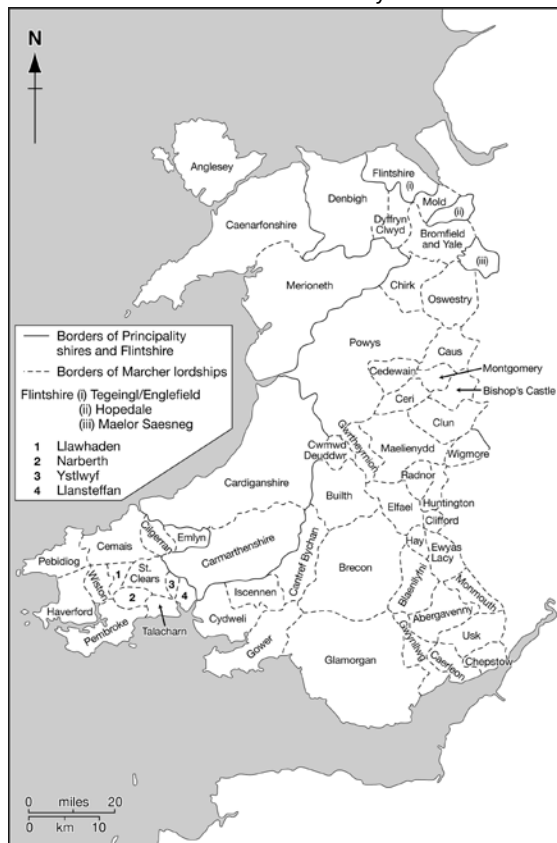 N
Anglesey
Flintshire
(i)
Denbigh
Mold
(ii)
Caenarfonshire
Dyffryn
Clwyd
Bromfield
and Yale
(iii)
Merioneth
Chirk
Oswestry
Borders of Principality
shires and Flintshire
Borders of Marcher lordships
Flintshire (i) Tegeingl/Englefield
(ii) Hopedale
(iii) Maelor Saesneg
1 Llawhaden
2 Narberth
3 Ystlwyf
4 Llansteffan
Powys
Caus
Cedewain
Montgomery
Bishop's Castle
Ceri
Clun
Gwrtheyrnion
Cwmwd
Deuddwr
Maelienydd
Wigmore
Radnor
Cardiganshire
Builth
Elfael
Huntington
Clifford
Cilgerran
Emlyn
Cemais
Pebidiog
Carmarthenshire
Cantref Bychan
Hay
Ewyas
Lacy
Brecon
Blaenllyfni
Monmouth
Wiston
1
St.
Clears
3
4
2
Iscennen
Haverford
Talacharn
Cydweli
Abergavenny
Pembroke
Gower
Usk
Glamorgan
Gwynllwg
Caerleon
Chepstow
0 miles 20
0 km 10